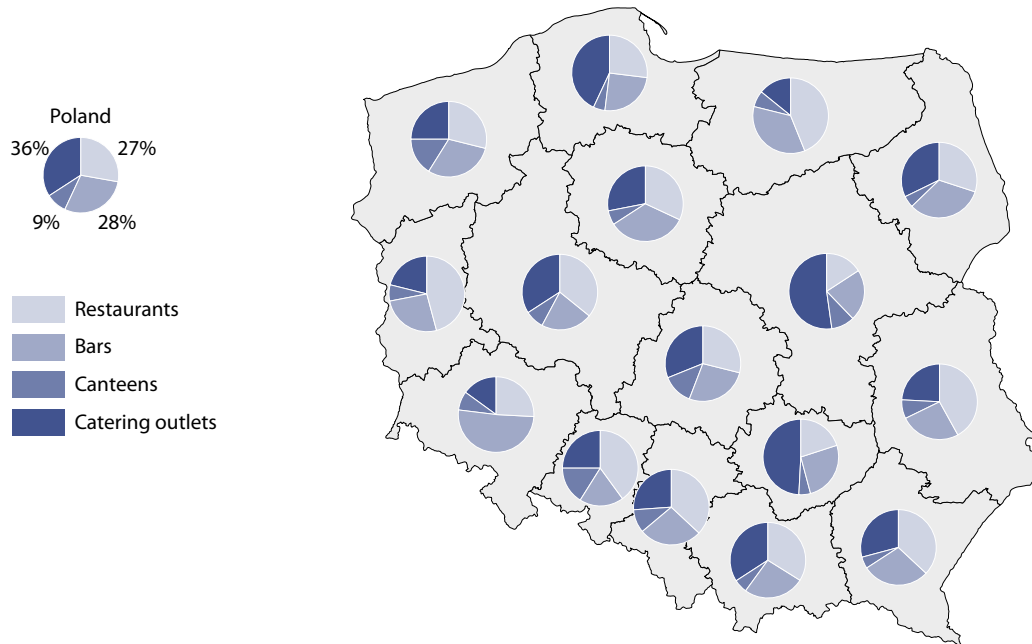 Poland
36% 27%
9% 28%
Restaurants
Bars
Canteens
Catering outlets